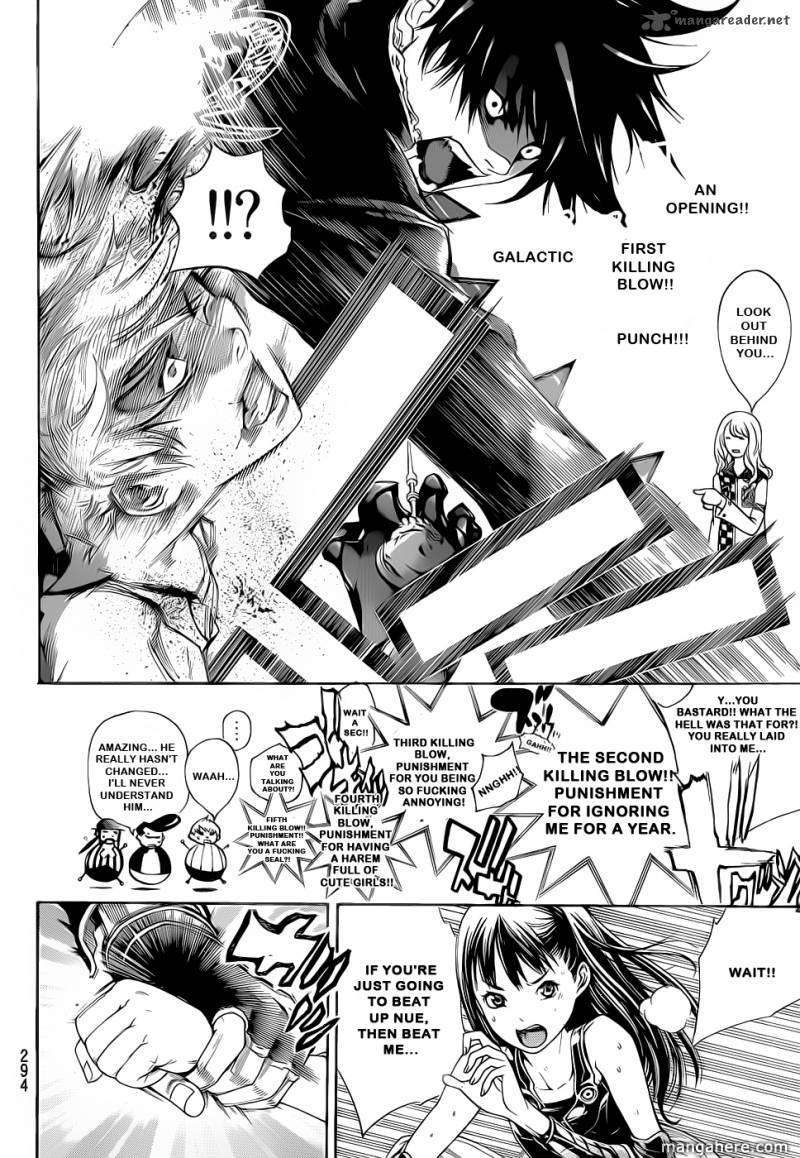 mangareader.net
AN
OPENING!!
FIRST
KILLING
BLOW!!
GALACTIC
PUNCH!!!
!!?
LOOK
OUT
BEHIND
YOU...
Y...YOU
BASTARD!! WHAT THE
HELL WAS THAT FOR?!
YOU REALLY LAID
INTO ME...
THE SECOND
KILLING BLOW!!
PUNISHMENT
FOR IGNORING
ME FOR A YEAR.
GAHH!!
NNGHH!
THIRD KILLING
BLOW,
PUNISHMENT
FOR YOU BEING
SO FUCKING
ANNOYING!
WAIT
A
SEC!!
FOURTH
KILLING
BLOW,
PUNISHMENT
FOR HAVING
A HAREM
FULL OF
CUTE GIRLS!!
WHAT
ARE YOU
TALKING
ABOUT?!
FIFTH
KILLING BLOW!!
PUNISHMENT!!
WHAT ARE
YOU A FUCKING
SEAL?!
....
WAAH...
AMAZING... HE
REALLY HASN'T
CHANGED...
I'LL NEVER
UNDERSTAND
HIM...
WAIT!!
IF YOU'RE
JUST GOING
TO BEAT
UP NUE,
THEN BEAT
ME...
294
mangahere.com